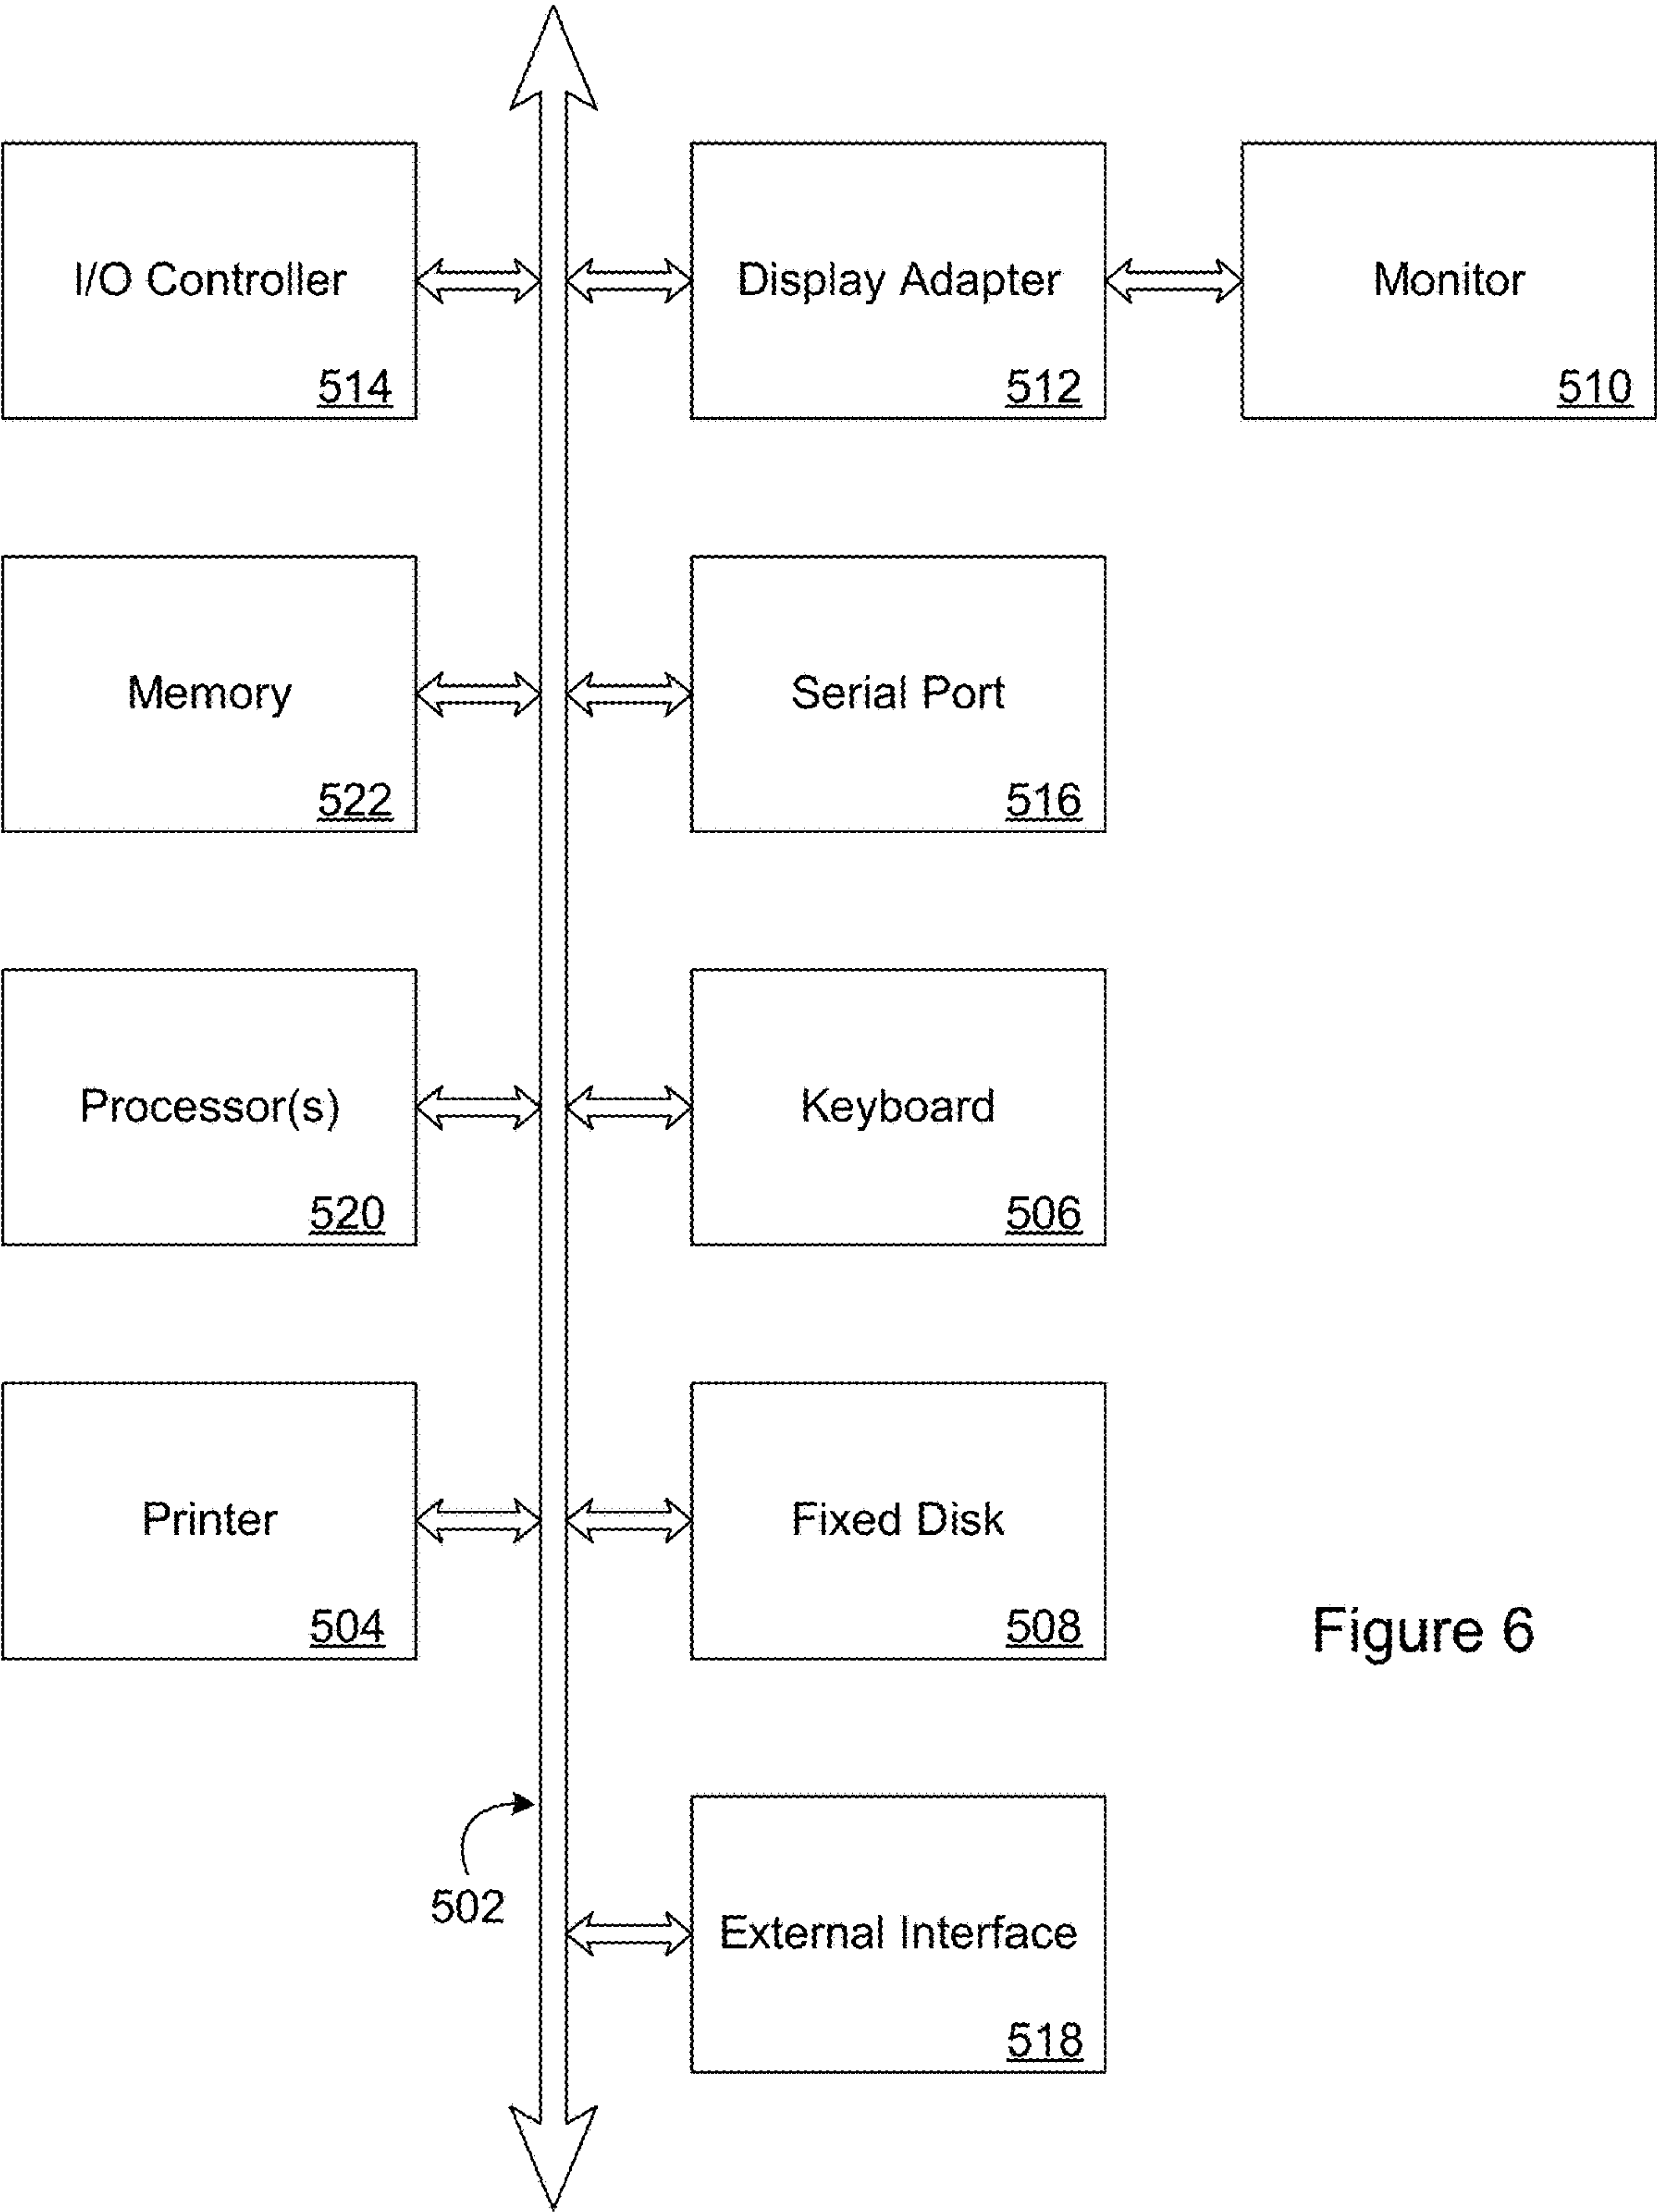 I/O Controller
514
Display Adapter
512
Monitor
510
Memory
522
Serial Port
516
Processor(s)
520
Keyboard
506
Printer
504
Fixed Disk
508
Figure 6
502
External Interface
518